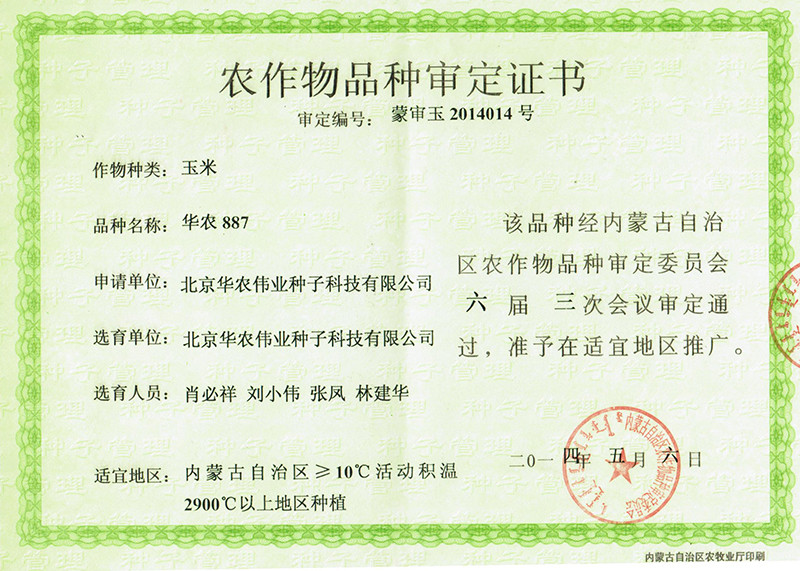 农作物品种审定证书
审定编号： 蒙审玉 2014014 号
作物种类： 玉米
品种名称： 华农 887
申请单位： 北京华农伟业种子科技有限公司
选育单位： 北京华农伟业种子科技有限公司
选育人员： 肖必祥 刘小伟 张凤 林建华
适宜地区： 内蒙古自治区≥10℃活动积温
2900℃以上地区种植
该品种经内蒙古自治
区农作物品种审定委员会
六 届 三次会议审定通
过，准予在适宜地区推广。
二0一四年 五月 六日
内蒙古自治区农牧业厅印刷